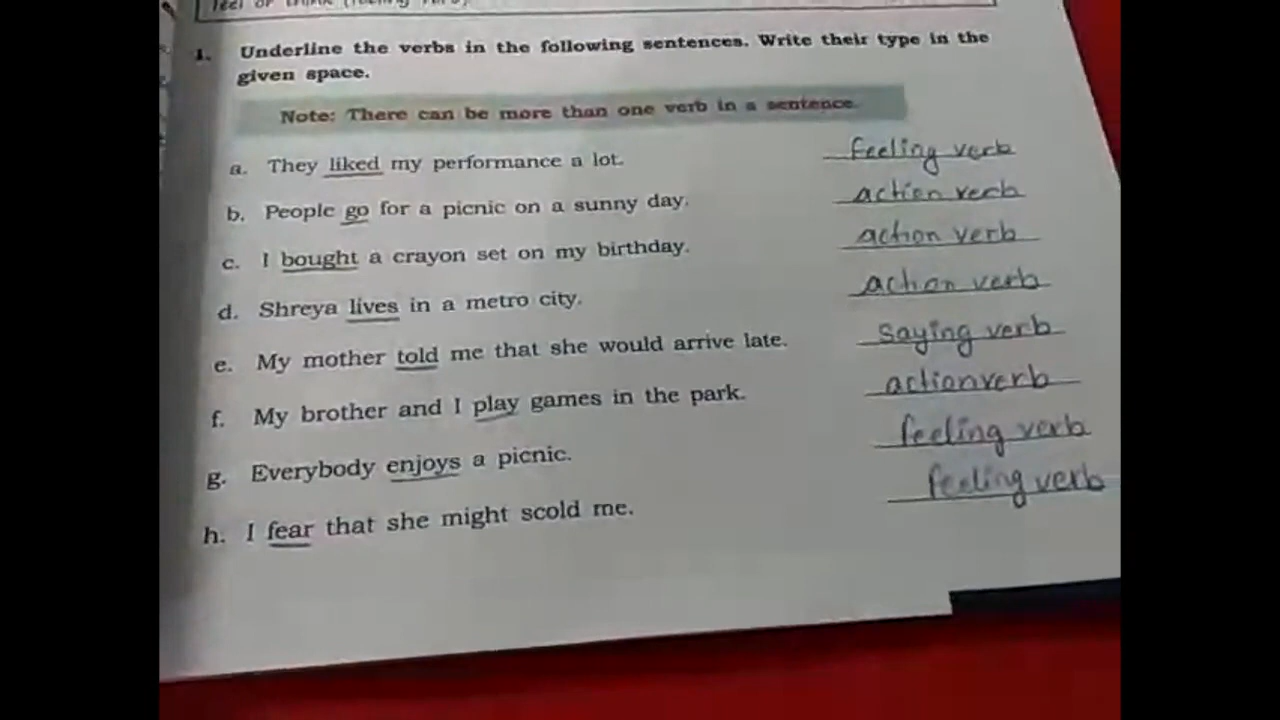 1. Underline the verbs in the following sentences. Write their type in the
given space.
Note: There can be more than one verb in a sentence.
a. They liked my performance a lot. feeling verb
b. People go for a picnic on a sunny day. action verb
c. I bought a crayon set on my birthday. action verb
d. Shreya lives in a metro city. action verb
e. My mother told me that she would arrive late. saying verb
f. My brother and I play games in the park. actionverb
g. Everybody enjoys a picnic. feeling verb
h. I fear that she might scold me. feeling verb